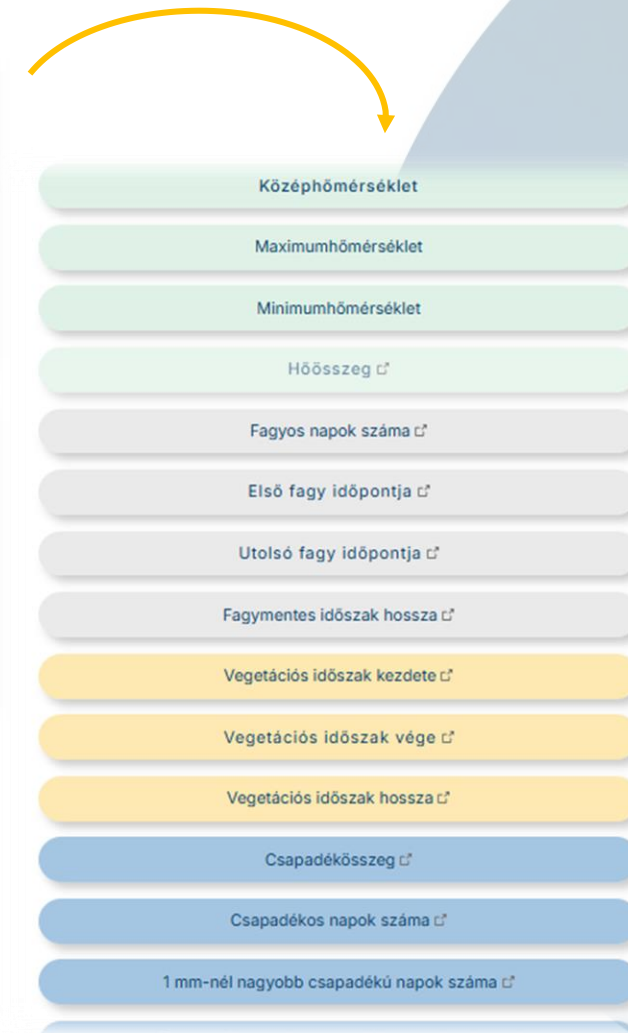 Középhőmérséklet
Maximumhőmérséklet
Minimumhőmérséklet
Hőösszeg
Fagyos napok száma
Első fagy időpontja
Utolsó fagy időpontja
Fagymentes időszak hossza
Vegetációs időszak kezdete
Vegetációs időszak vége
Vegetációs időszak hossza
Csapadékösszeg
Csapadékos napok száma
1 mm-nél nagyobb csapadékú napok száma